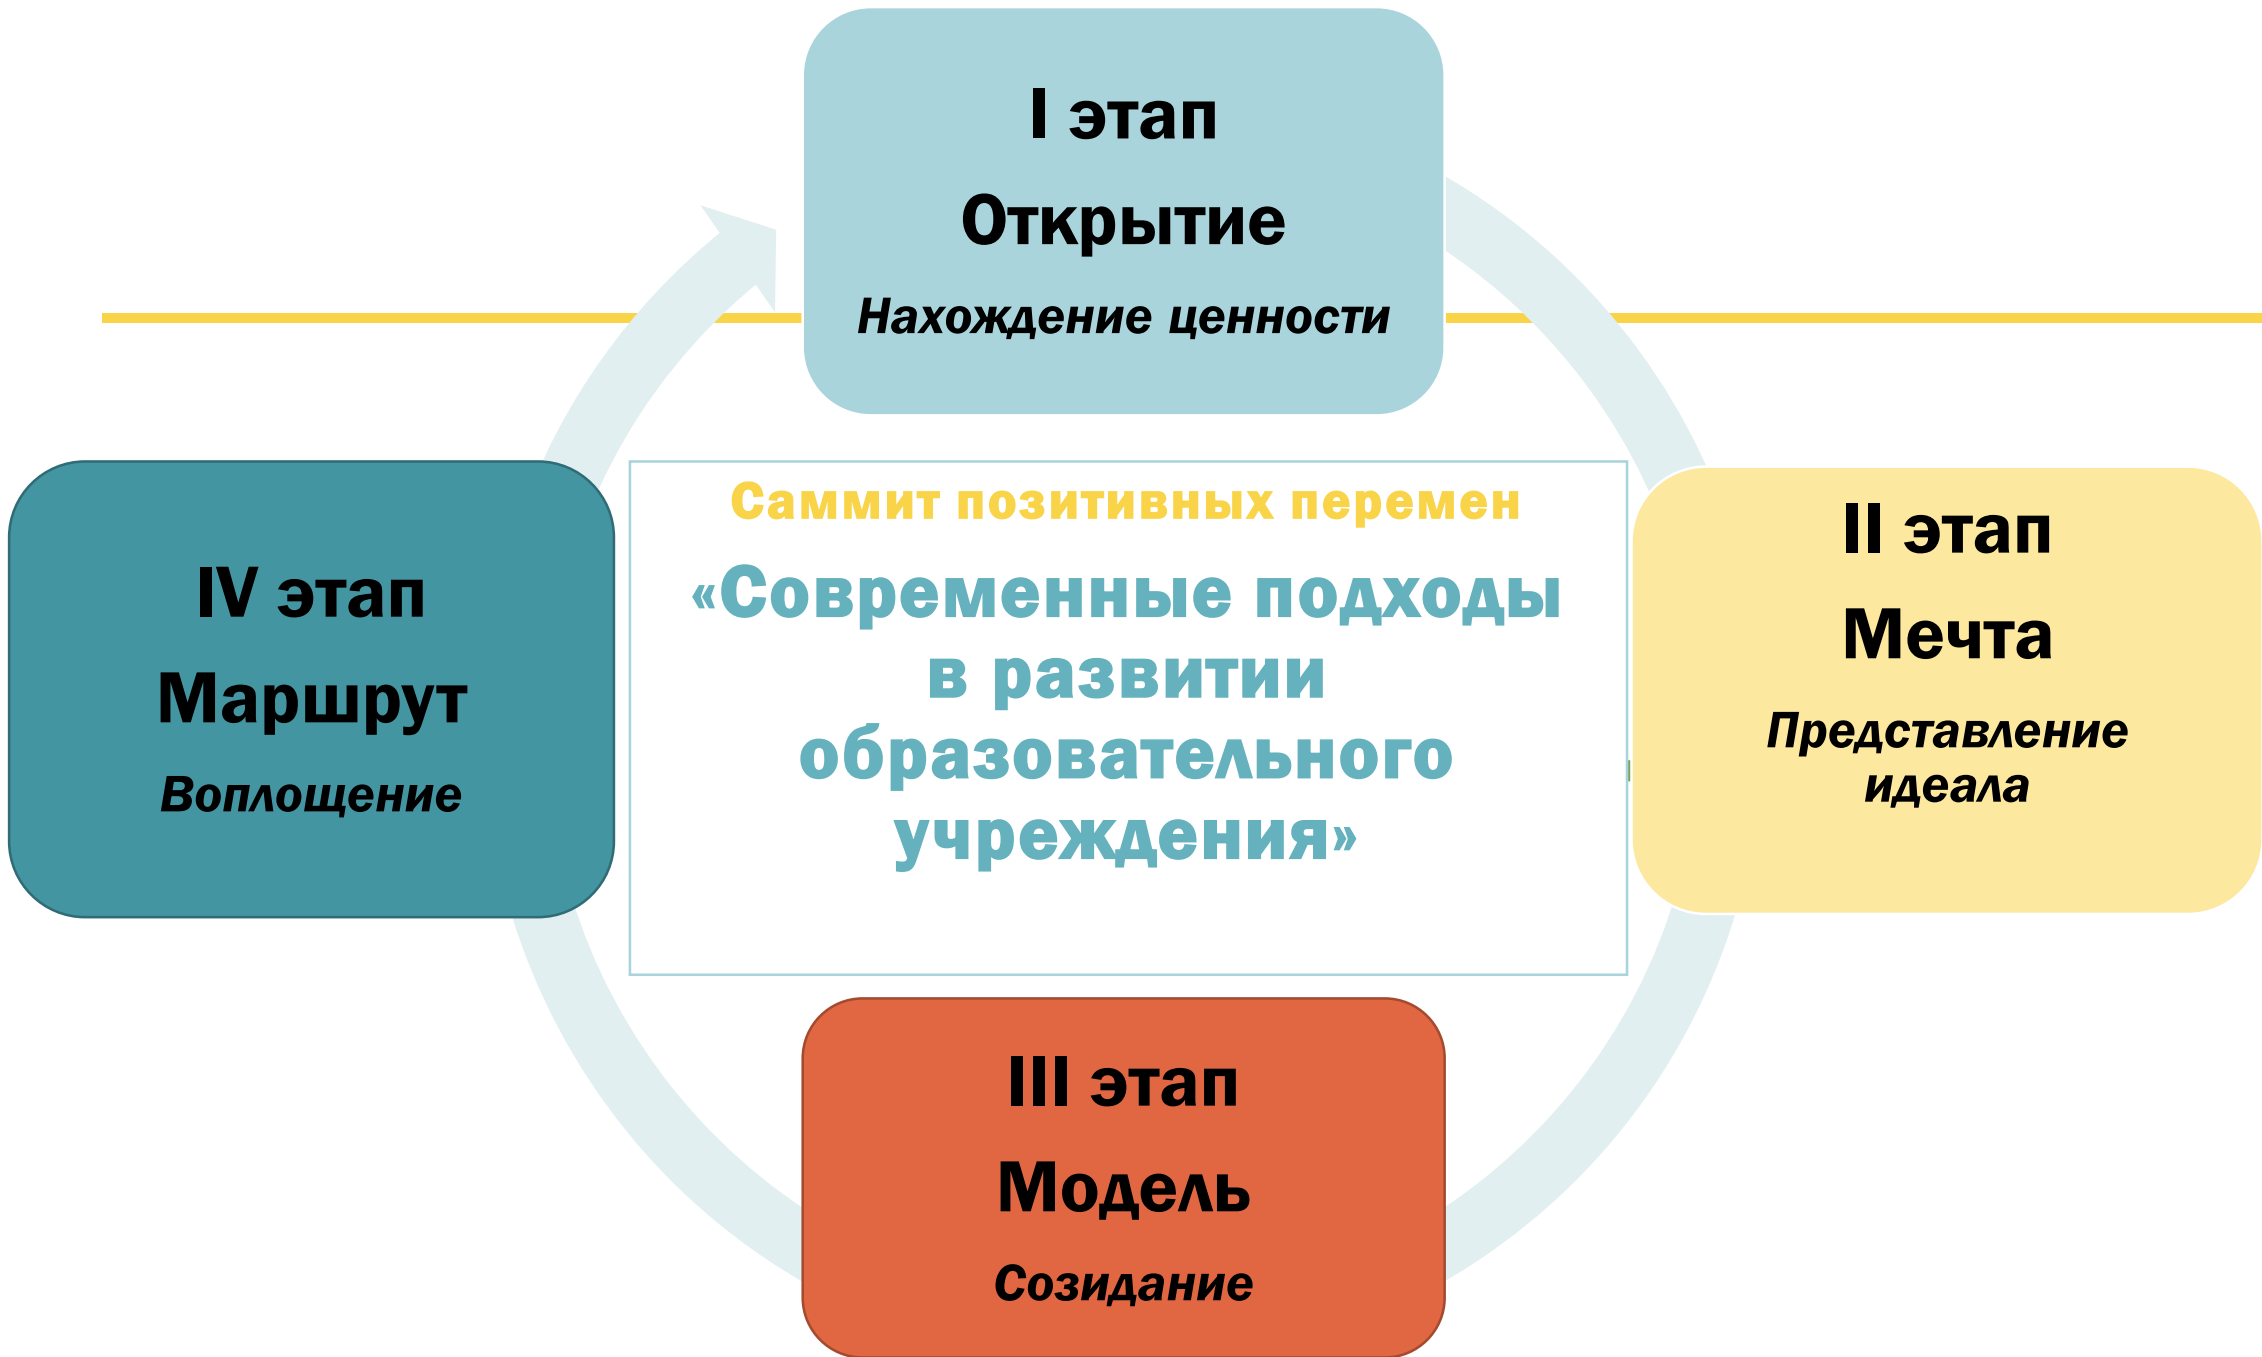 I этап
Открытие
Нахождение ценности
Саммит позитивных перемен
«Современные подходы
в развитии
образовательного
учреждения»
II этап
Мечта
Представление
идеала
III этап
Модель
Созидание
IV этап
Маршрут
Воплощение